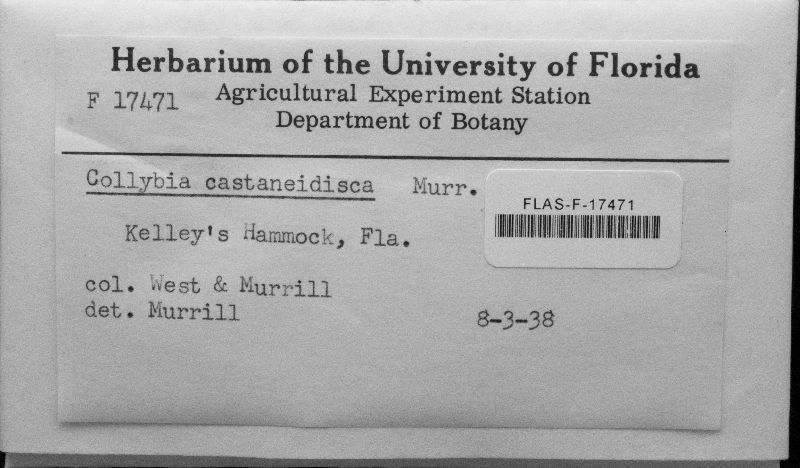 Herbarium of the University of Florida
F 17471 Agricultural Experiment Station
Department of Botany
Collybia castaneidisca Murr.
FLAS-F-17471
Kelley's Hammock, Fla.
col. West & Murrill
det. Murrill 8-3-38